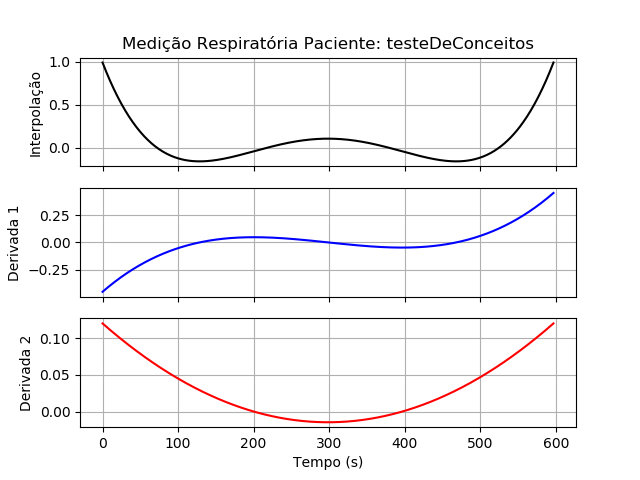 Medição Respiratória Paciente: testeDeConceitos
1.0
0.5
0.0
Interpolação
0.25
0.00
−0.25
Derivada 1
0.10
0.05
0.00
Derivada 2
0 100 200 300 400 500 600
Tempo (s)